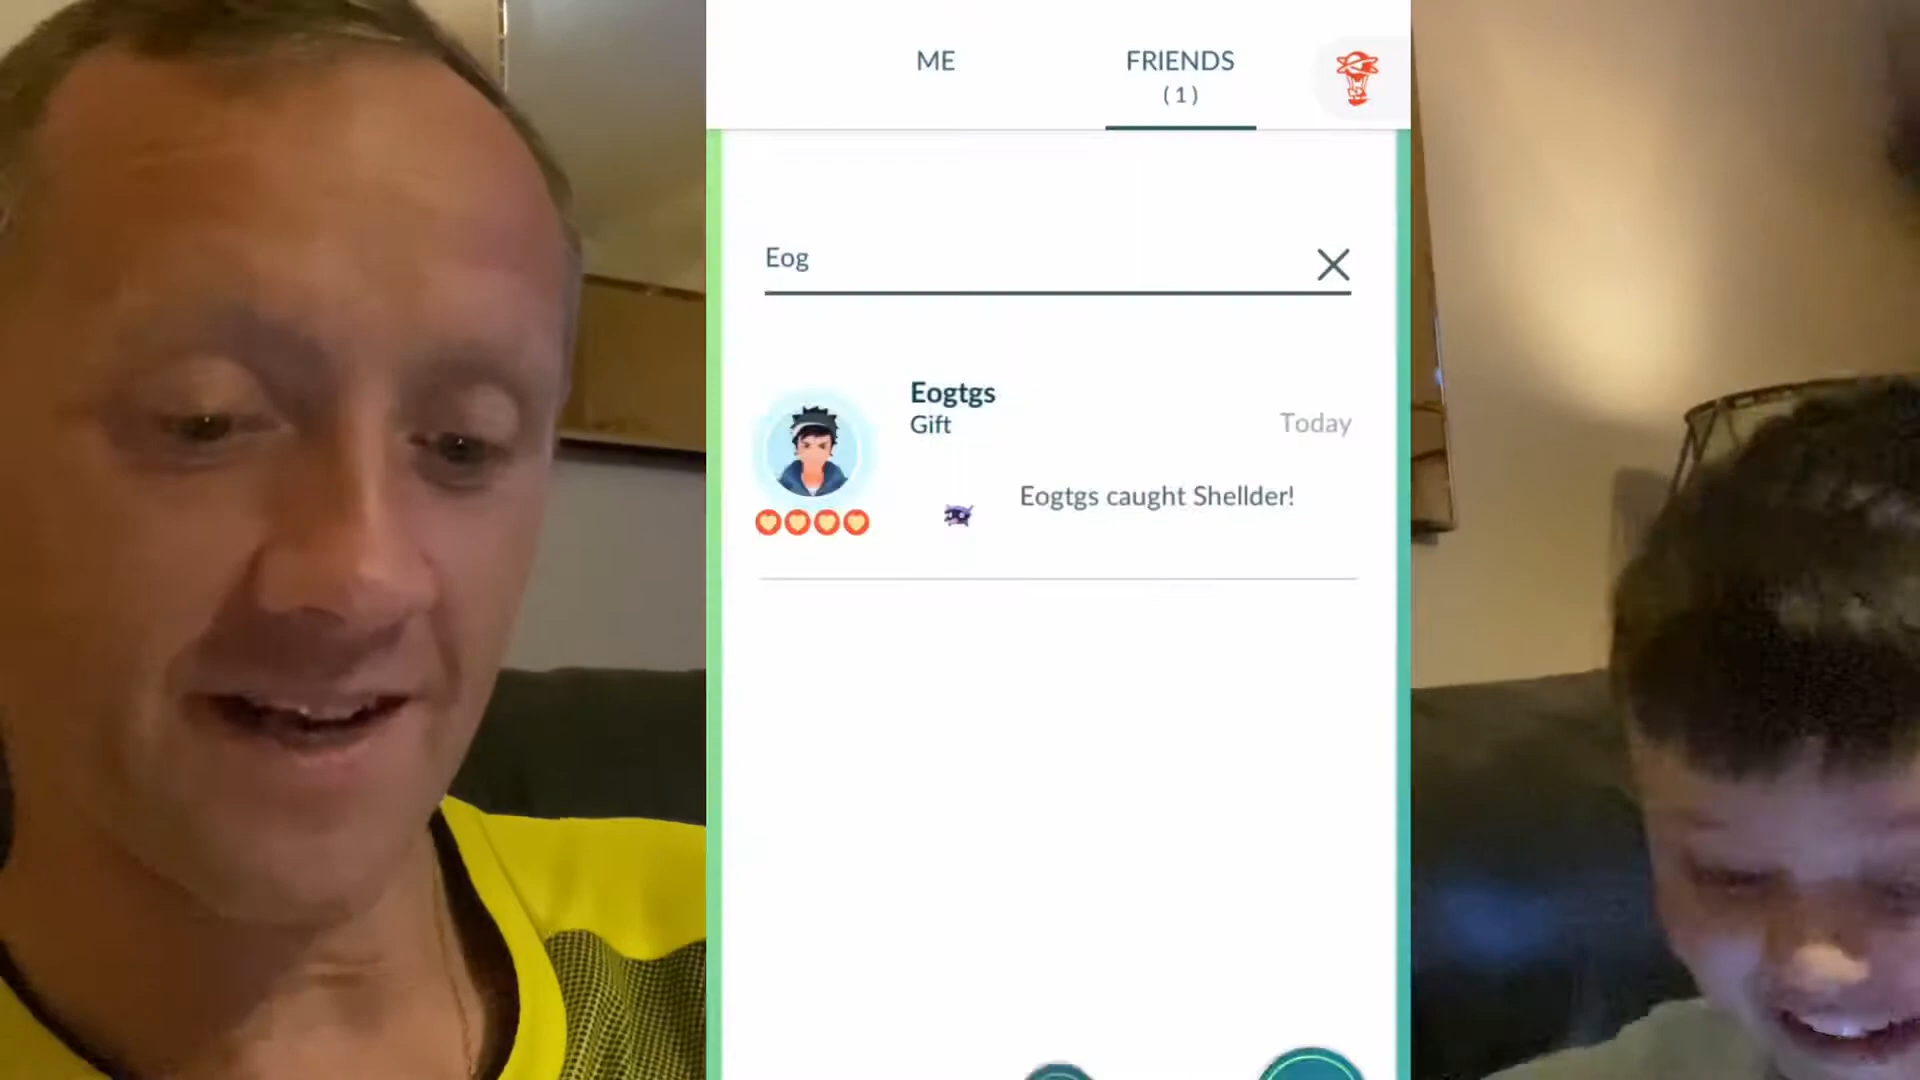 ME
FRIENDS
(1)
Eog
Eogtgs
Gift
Today
Eogtgs caught Shellder!